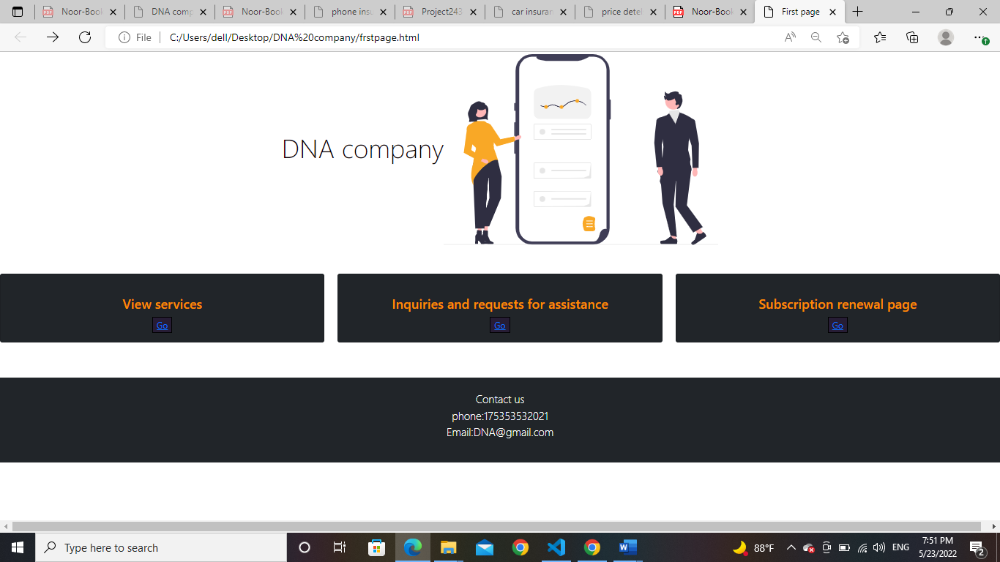 Noor-Book
DNA comp
Noor-Book
phone insu
Project243
car insuran
price detel
Noor-Book
First page
File
C:/Users/dell/Desktop/DNA%20company/frstpage.html
DNA company
View services
Go
Inquiries and requests for assistance
Go
Subscription renewal page
Go
Contact us
phone:175353532021
Email:DNA@gmail.com
Type here to search
88°F
ENG
7:51 PM
5/23/2022
2